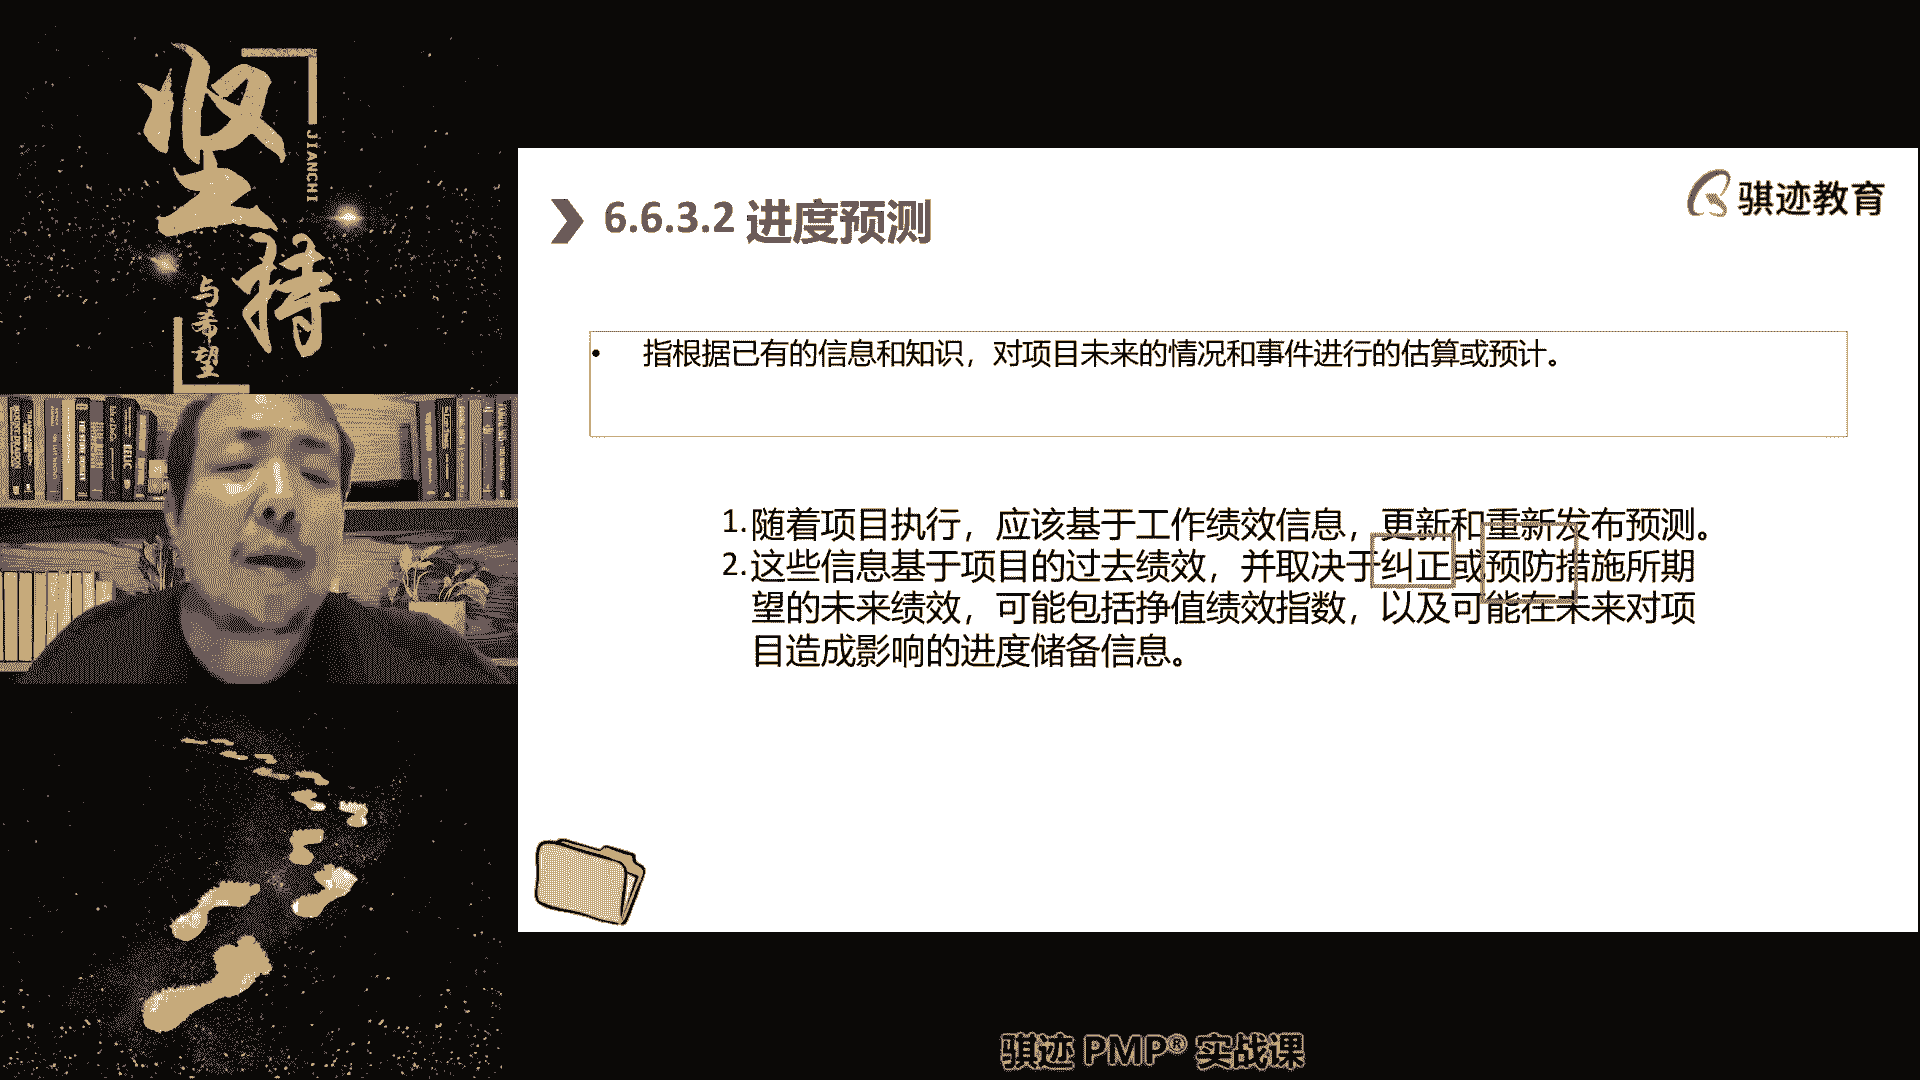 坚持
JIANCHI
与希望
骐迹教育
6.6.3.2 进度预测
• 指根据已有的信息和知识，对项目未来的情况和事件进行的估算或预计。
1.随着项目执行，应该基于工作绩效信息，更新和重新发布预测。
2.这些信息基于项目的过去绩效，并取决于纠正或预防措施所期
望的未来绩效，可能包括挣值绩效指数，以及可能在未来对项
目造成影响的进度储备信息。
骐迹 PMP® 实战课